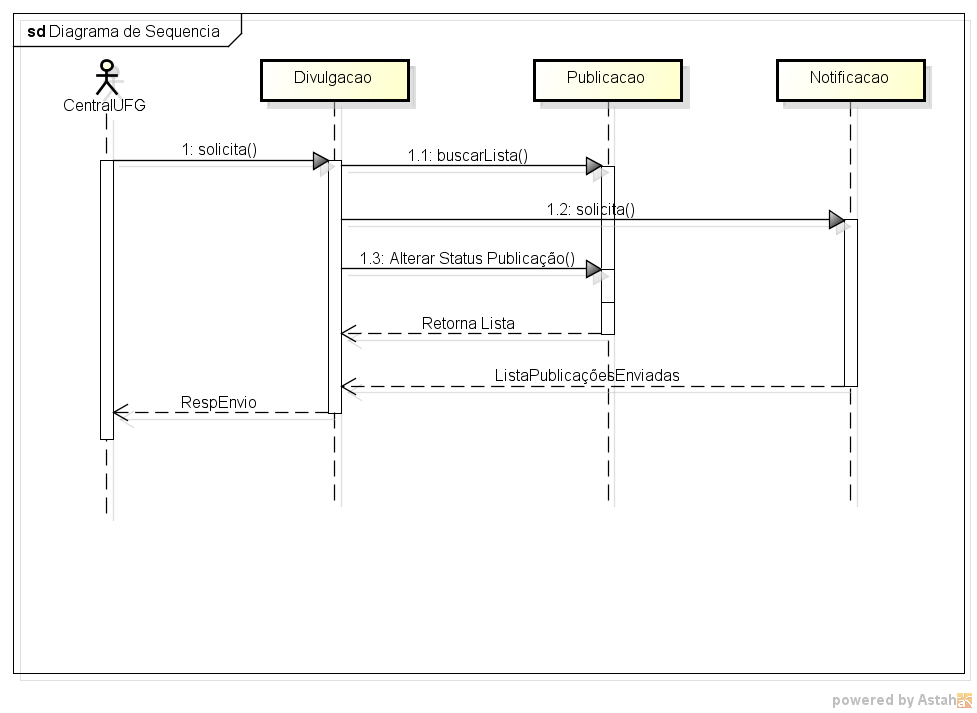 sd Diagrama de Sequencia
CentralUFG
Divulgacao
Publicacao
Notificacao
1: solicita()
1.1: buscarLista()
1.2: solicita()
1.3: Alterar Status Publicação()
Retorna Lista
ListaPublicaçõesEnviadas
RespEnvio
powered by Astah